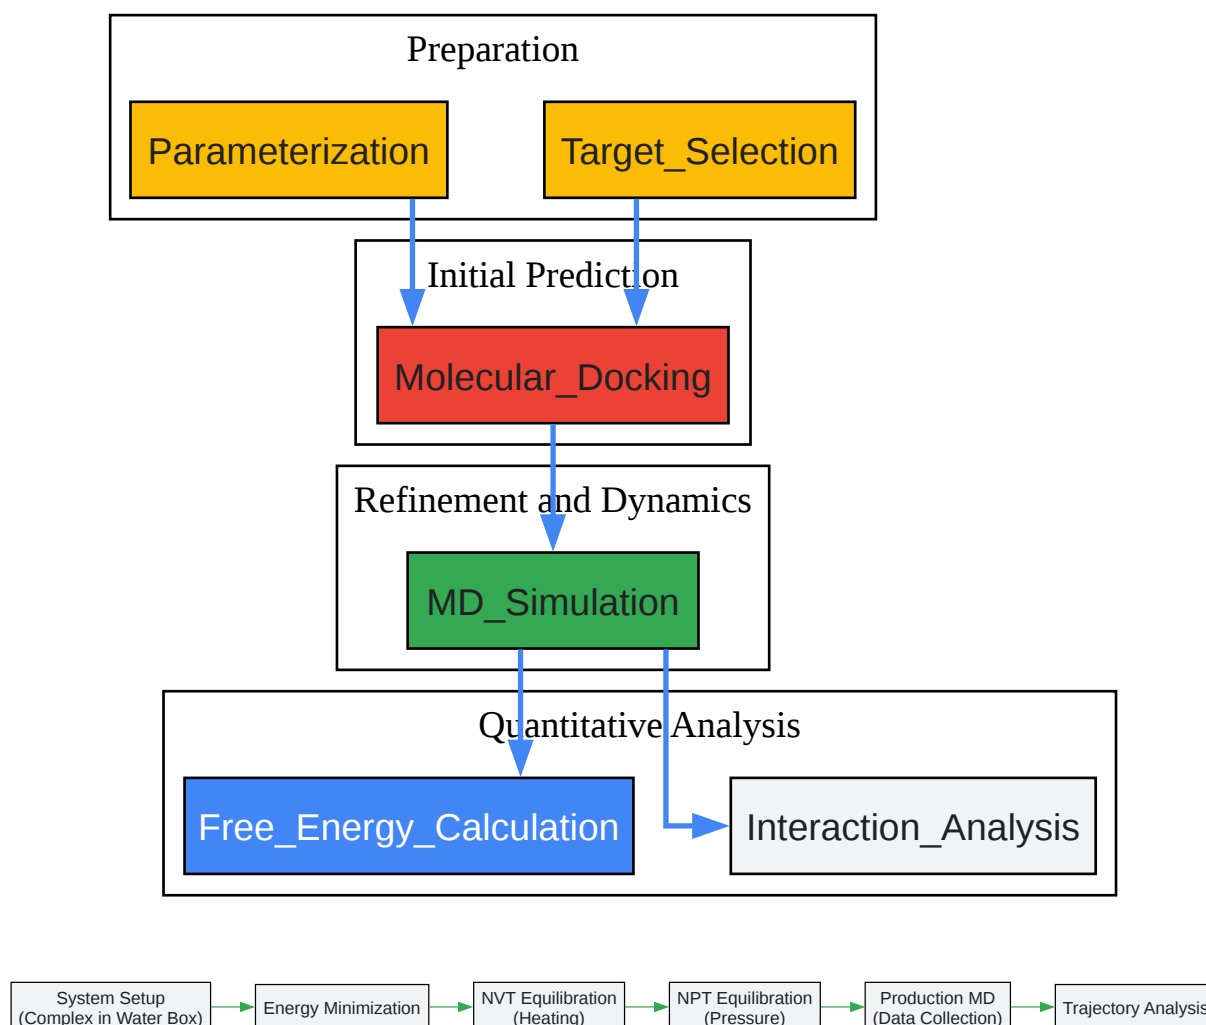 Preparation
Parameterization
Target_Selection
Initial Prediction
Molecular_Docking
Refinement and Dynamics
MD_Simulation
Quantitative Analysis
Free_Energy_Calculation
Interaction_Analysis
System Setup
(Complex in Water Box)
Energy Minimization
NVT Equilibration
(Heating)
NPT Equilibration
(Pressure)
Production MD
(Data Collection)
Trajectory Analysis